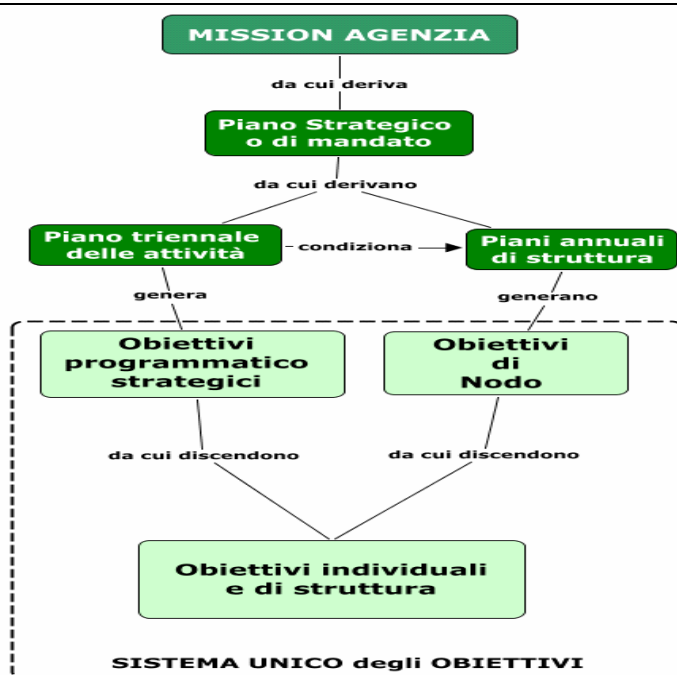 MISSION AGENZIA
da cui deriva
Piano Strategico
o di mandato
da cui derivano
Piano triennale
delle attività
condiziona
Piani annuali
di struttura
genera
generano
Obiettivi
programmatico
strategici
Obiettivi
di
Nodo
da cui discendono
da cui discendono
Obiettivi individuali
e di struttura
SISTEMA UNICO degli OBIETTIVI